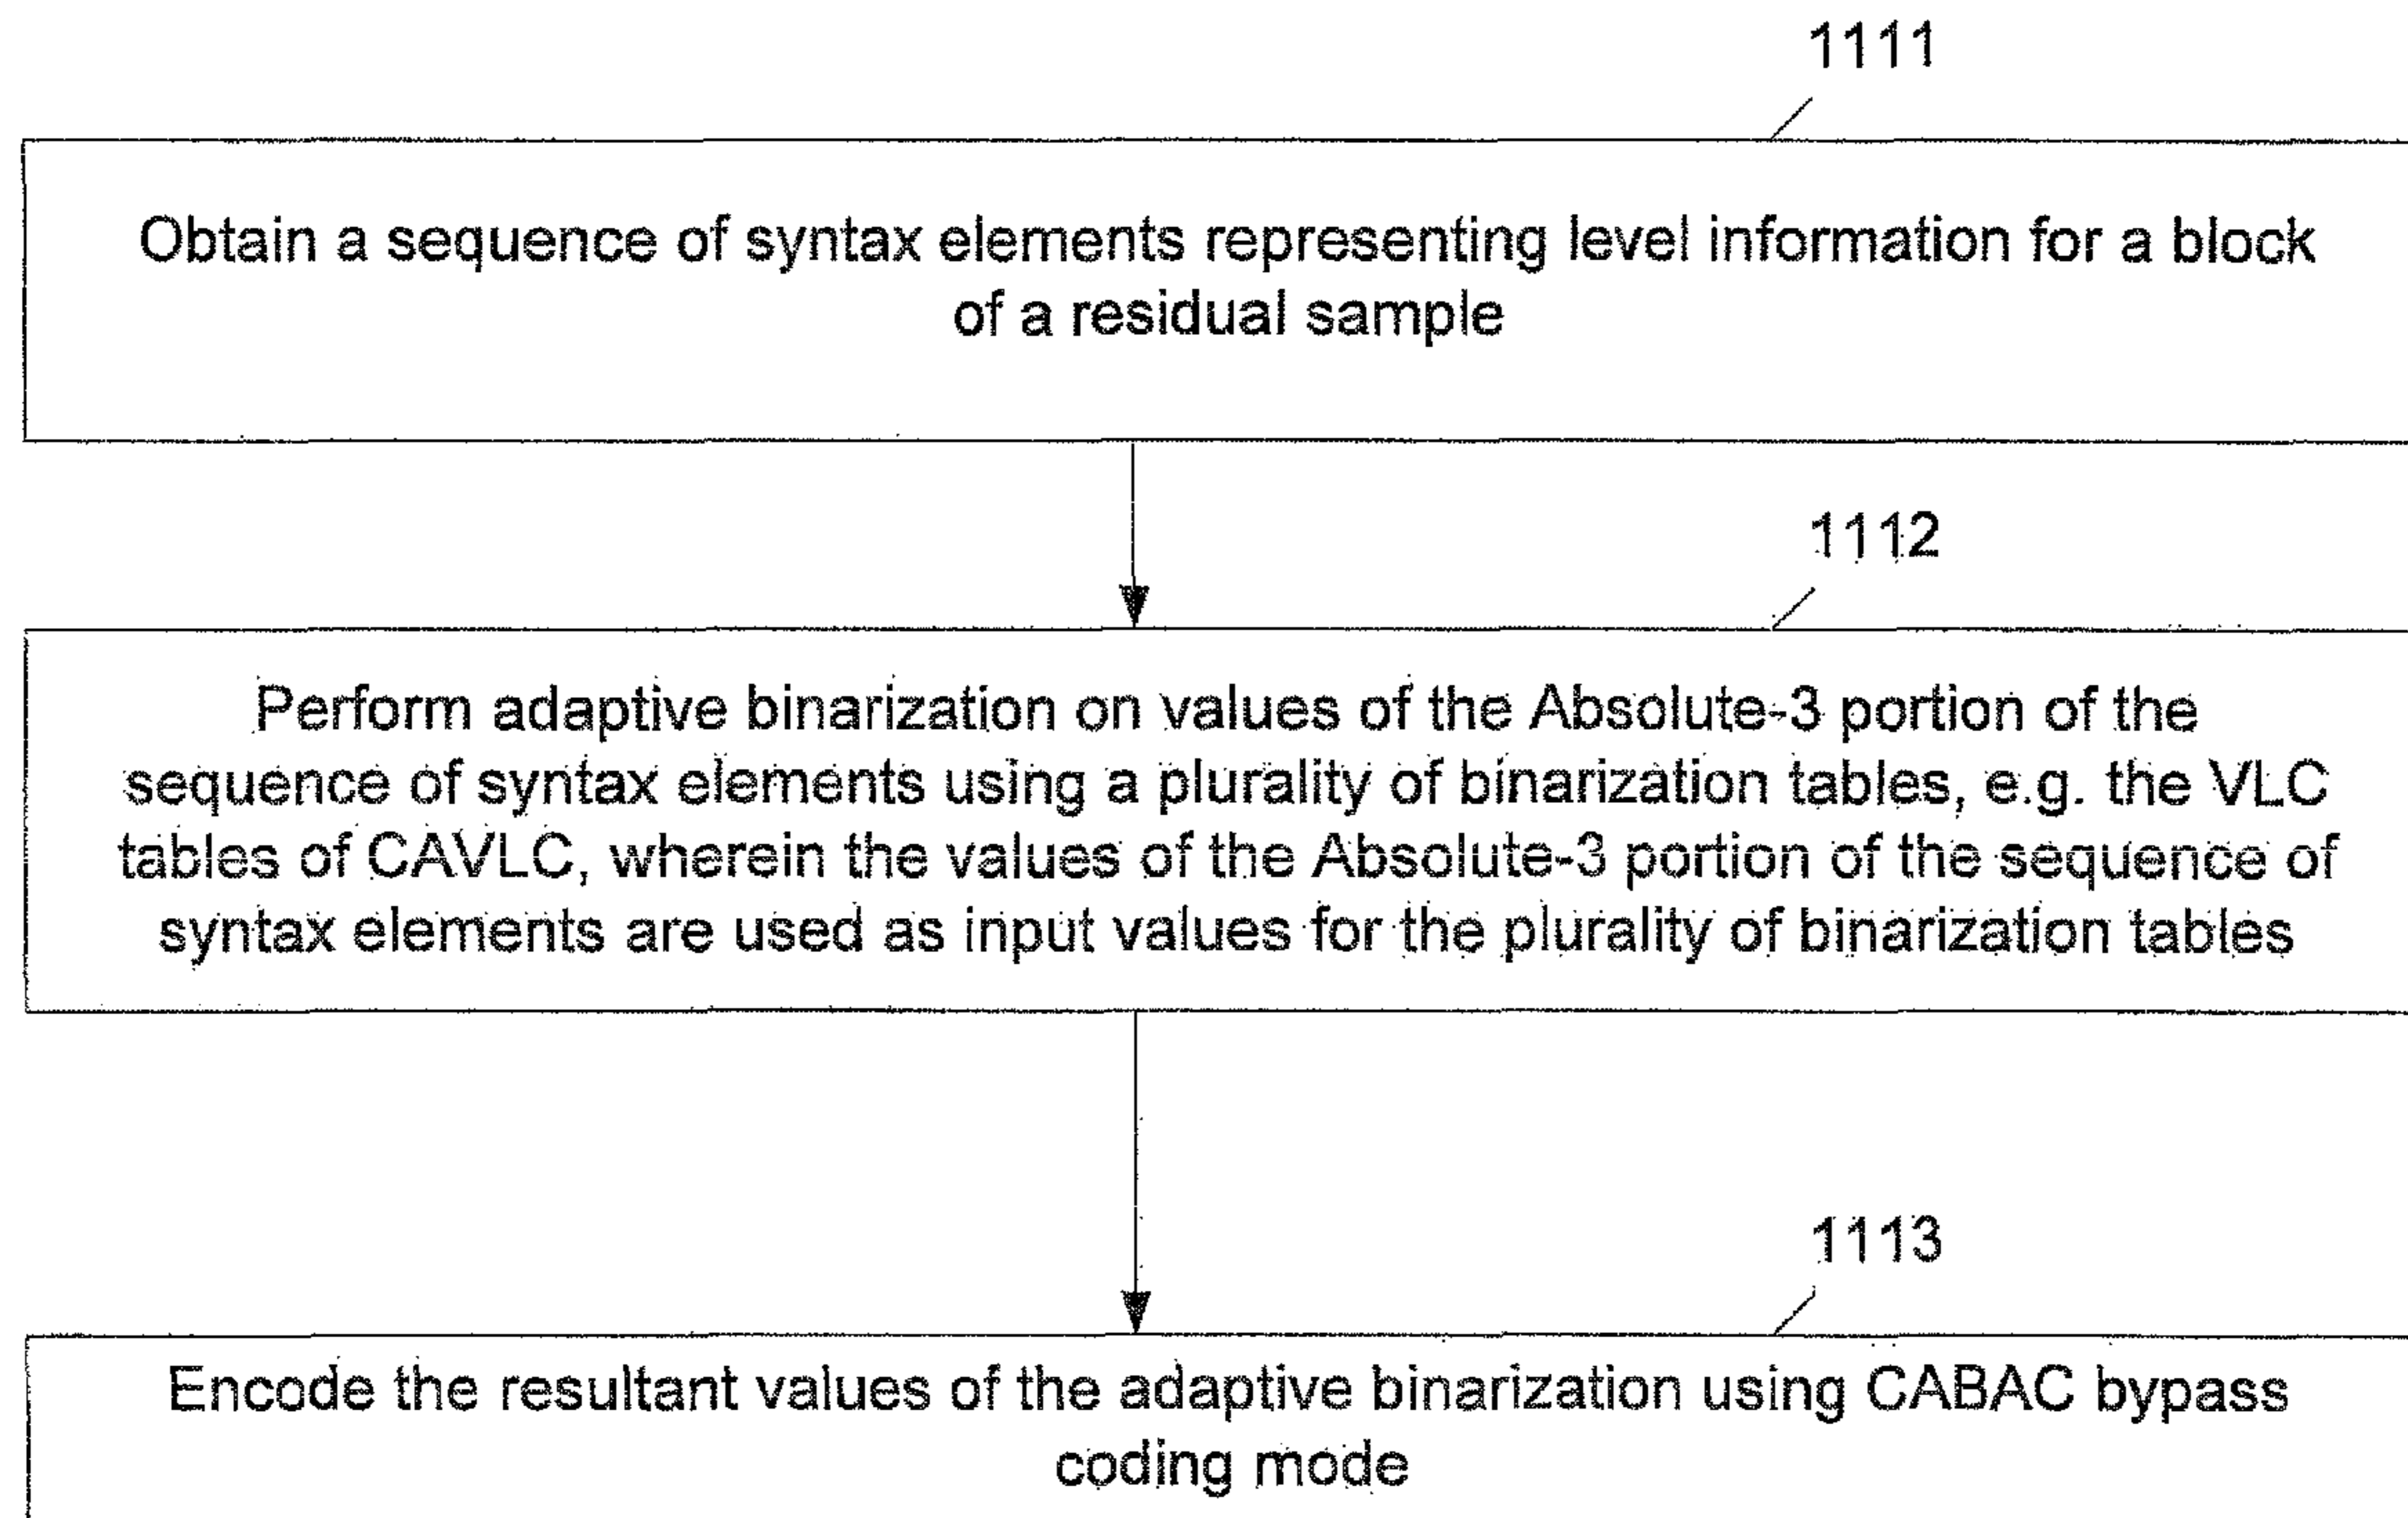 1111
Obtain a sequence of syntax elements representing level information for a block
of a residual sample
1112
Perform adaptive binarization on values of the Absolute-3 portion of the
sequence of syntax elements using a plurality of binarization tables, e.g. the VLC
tables of CAVLC, wherein the values of the Absolute-3 portion of the sequence of
syntax elements are used as input values for the plurality of binarization tables
1113
Encode the resultant values of the adaptive binarization using CABAC bypass
coding mode